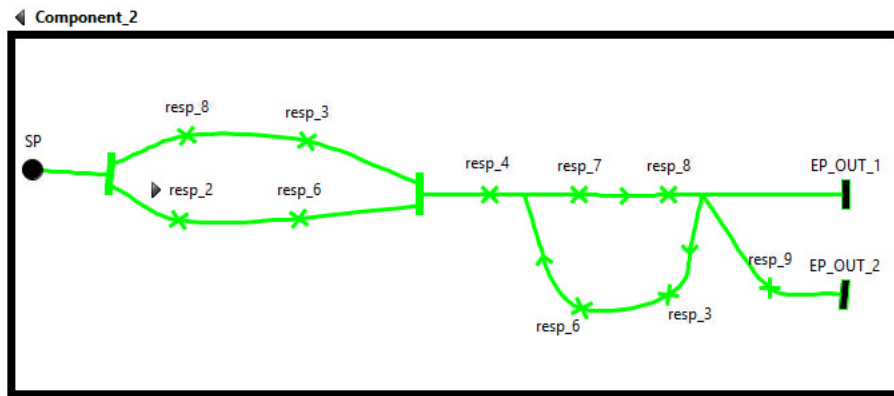 Component_2
resp_8
resp_3
SP
resp_2
resp_6
resp_4
resp_7
resp_8
EP_OUT_1
resp_9
EP_OUT_2
resp_6
resp_3